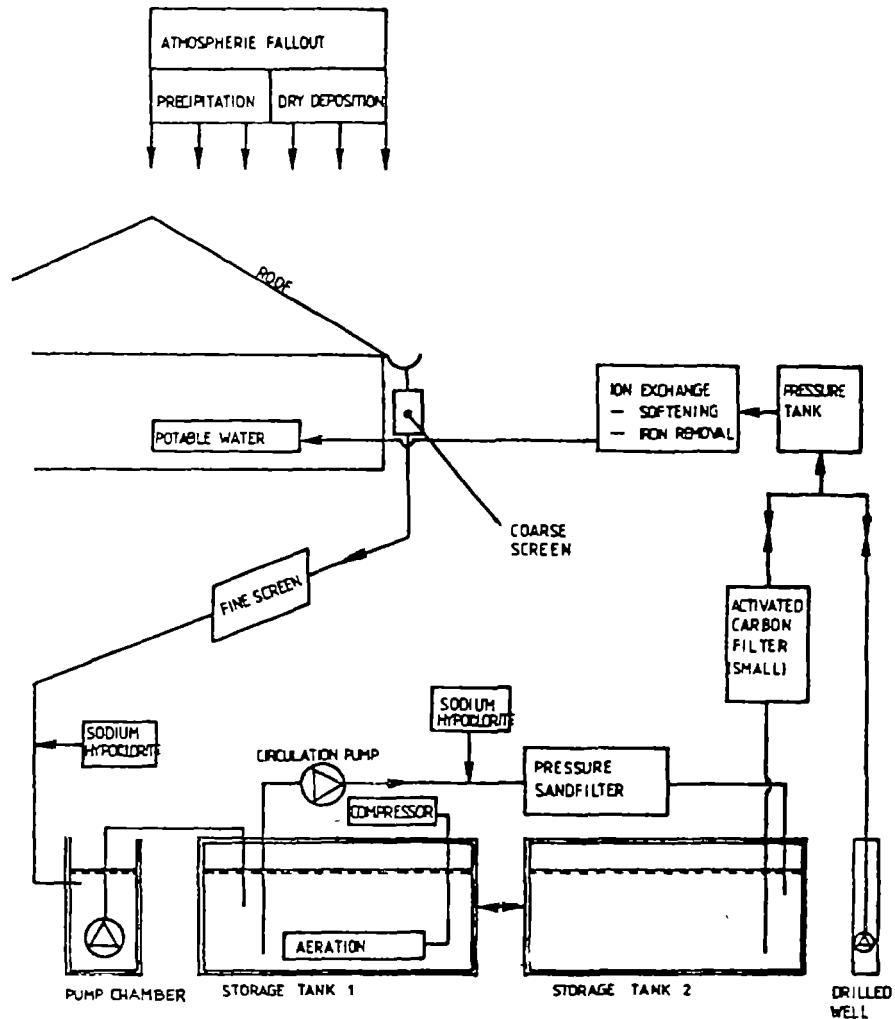 ATMOSPHERIE FALLOUT
PRECIPITATION
DRY DEPOSITION
ROOF
ION EXCHANGE
– SOFTENING
– IRON REMOVAL
PRESSURE
TANK
POTABLE WATER
COARSE
SCREEN
FINE SCREEN
ACTIVATED
CARBON
FILTER
(SMALL)
SODIUM
HYPOCLORITE
SODIUM
HYPOCLORITE
CIRCULATION PUMP
COMPRESSOR
PRESSURE
SANDFILTER
AERATION
PUMP CHAMBER
STORAGE TANK 1
STORAGE TANK 2
DRILLED
WELL